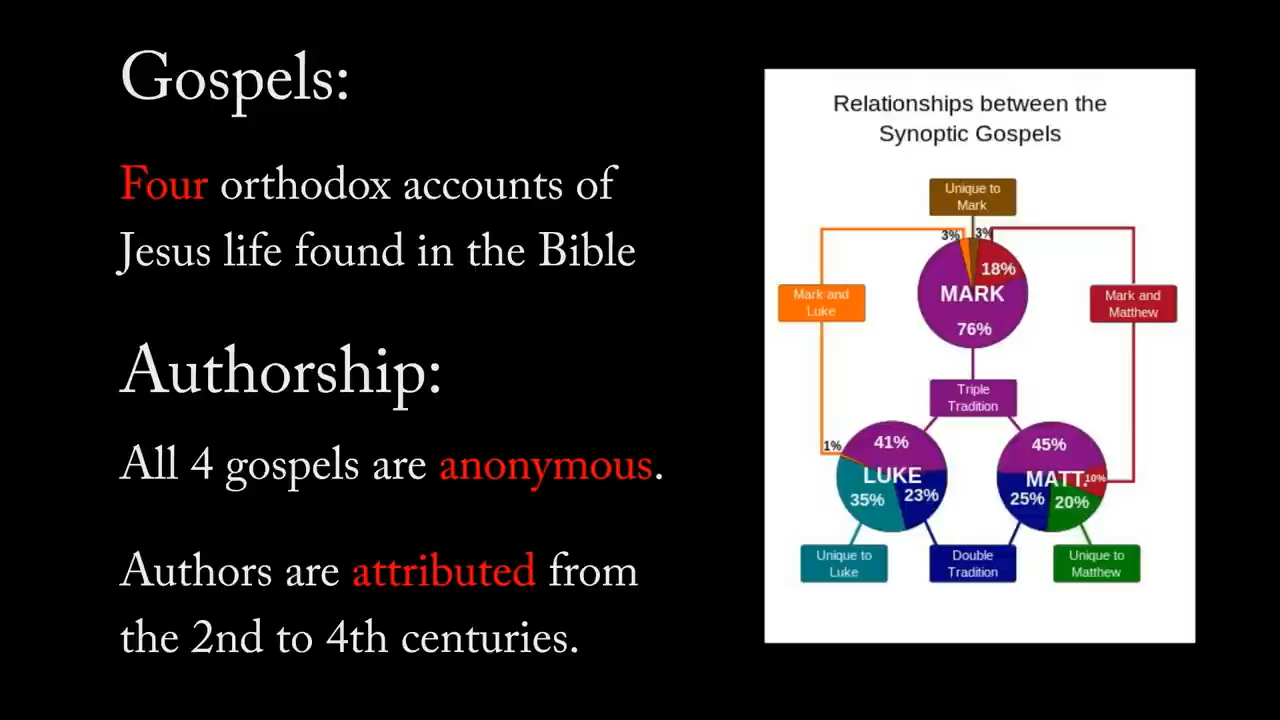 Gospels:
Four orthodox accounts of
Jesus life found in the Bible
Authorship:
All 4 gospels are anonymous.
Authors are attributed from
the 2nd to 4th centuries.
Relationships between the
Synoptic Gospels
Unique to
Mark
3%
3%
18%
MARK
76%
Mark and
Luke
Mark and
Matthew
Triple
Tradition
1%
41%
LUKE
35%
23%
45%
MATT.
10%
25%
20%
Unique to
Luke
Double
Tradition
Unique to
Matthew